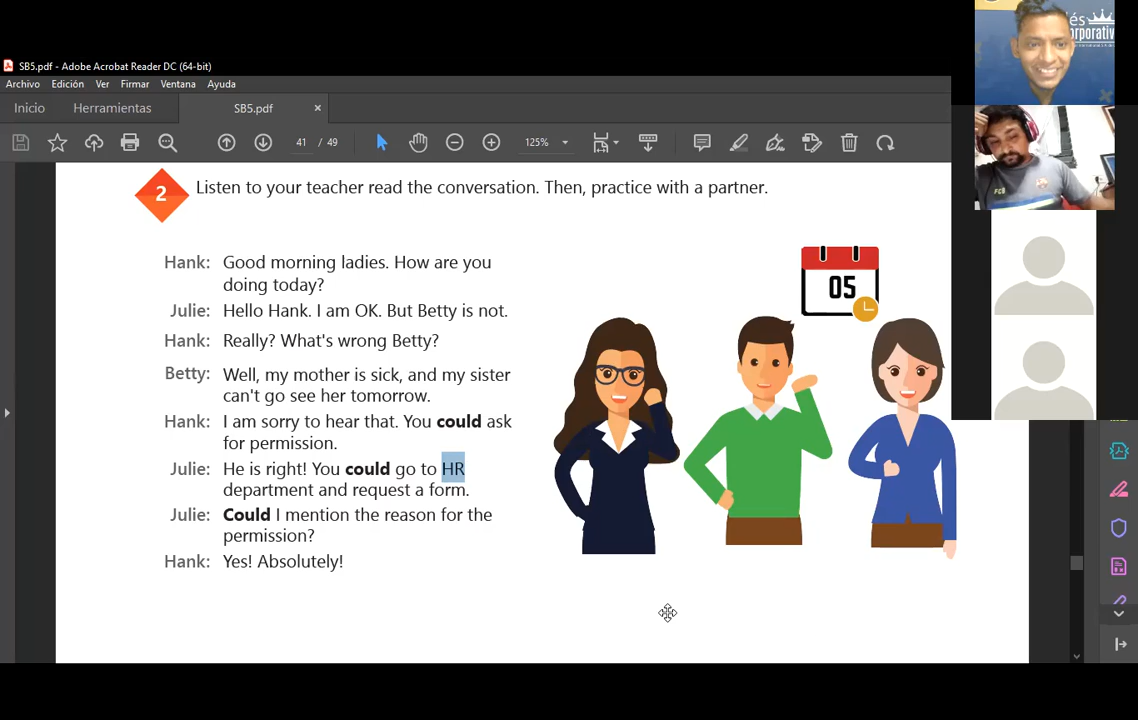 SB5.pdf - Adobe Acrobat Reader DC (64-bit)
Archivo Edición Ver Firmar Ventana Ayuda
Inicio Herramientas SB5.pdf ×
41 / 49 125%
2 Listen to your teacher read the conversation. Then, practice with a partner.
Hank: Good morning ladies. How are you
doing today?
Julie: Hello Hank. I am OK. But Betty is not.
Hank: Really? What's wrong Betty?
Betty: Well, my mother is sick, and my sister
can't go see her tomorrow.
Hank: I am sorry to hear that. You could ask
for permission.
Julie: He is right! You could go to HR
department and request a form.
Julie: Could I mention the reason for the
permission?
Hank: Yes! Absolutely!
05
FCB